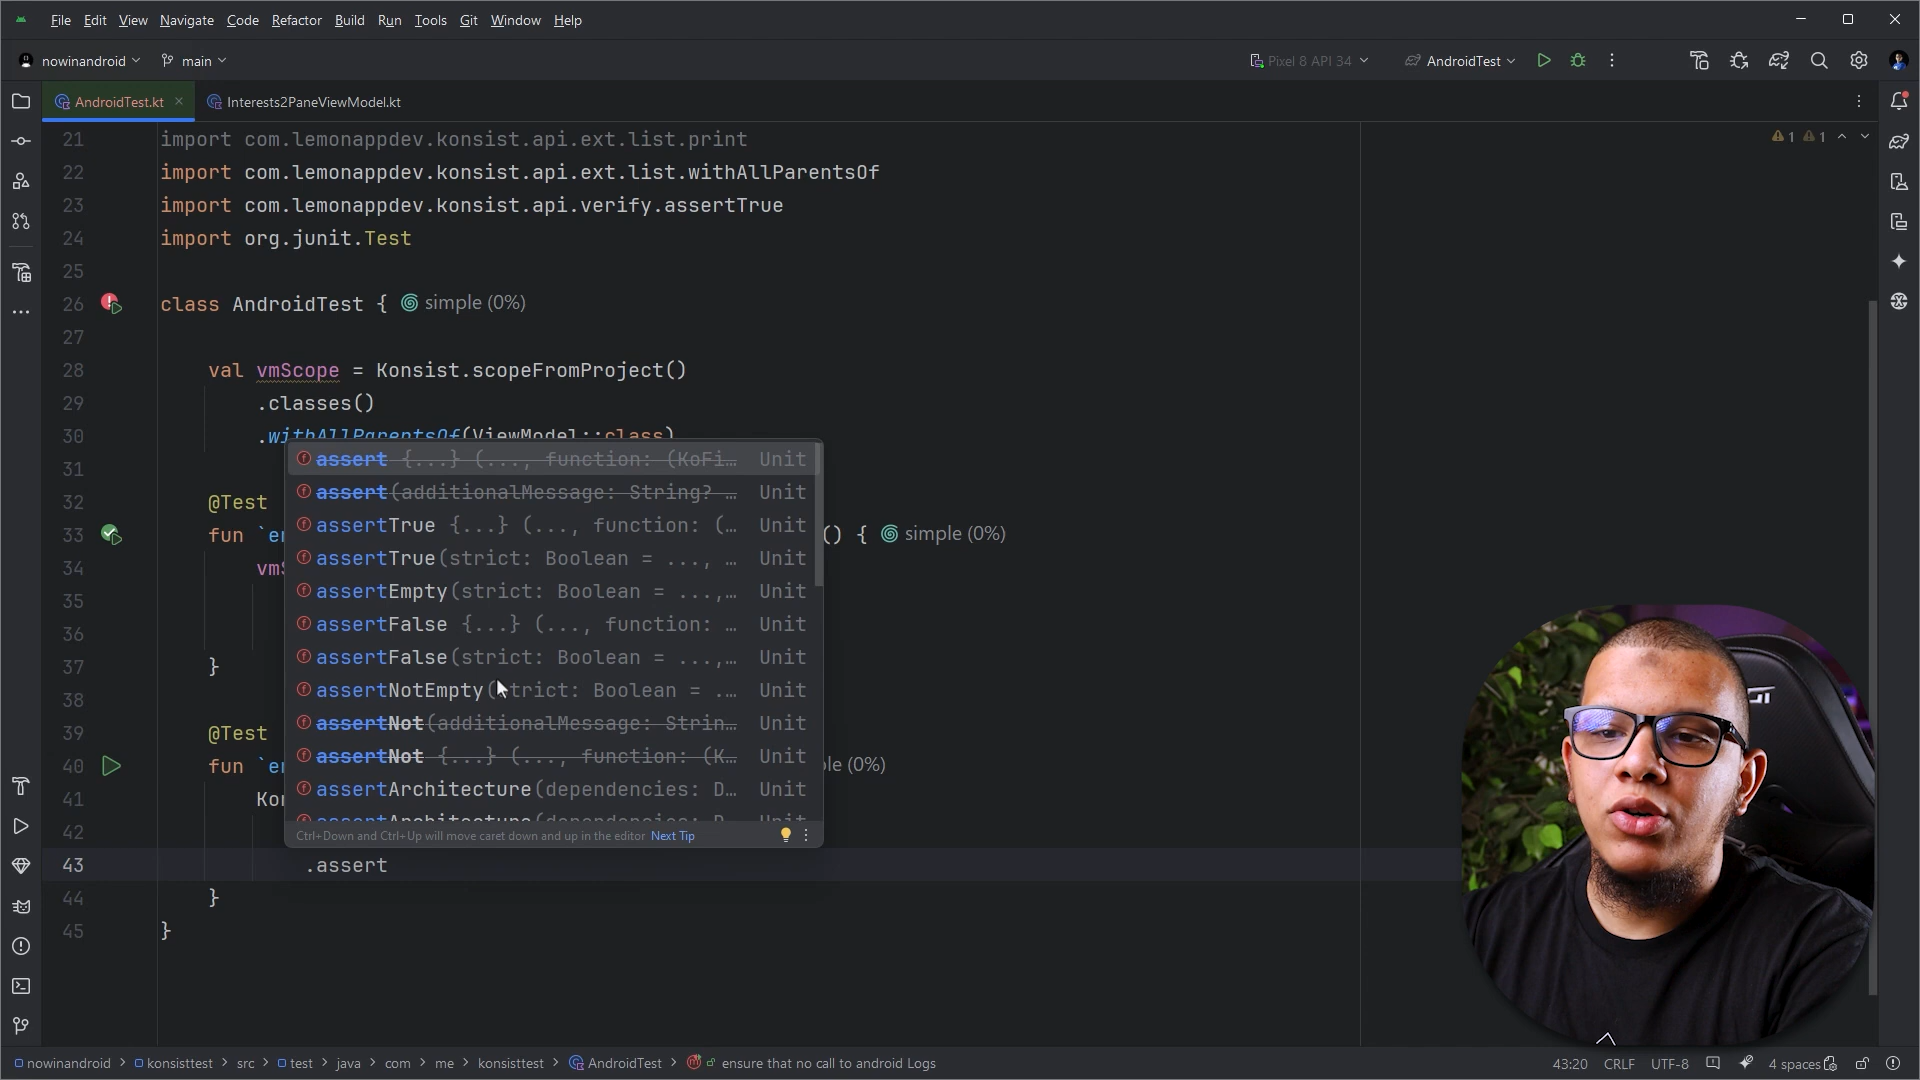 File Edit View Navigate Code Refactor Build Run Tools Git Window Help
nowinandroid main Pixel 8 API 34 AndroidTest
AndroidTest.kt Interests2PaneViewModel.kt
21 import com.lemonappdev.konsist.api.ext.list.print
1 1
22 import com.lemonappdev.konsist.api.ext.list.withAllParentsOf
23 import com.lemonappdev.konsist.api.verify.assertTrue
24 import org.junit.Test
25
26 class AndroidTest { simple (0%)
27
28 val vmScope = Konsist.scopeFromProject()
29 .classes()
30 .withAllParentsOf(ViewModel::class)
31 assert {...} (..., function: (KoFi... Unit
assert(additionalMessage: String? ... Unit
32 @Test
assertTrue {...} (..., function: (... Unit
33 fun `en () { simple (0%)
assertTrue(strict: Boolean = ..., ... Unit
34 vmS
35 assertEmpty(strict: Boolean = ...,... Unit
36 assertFalse {...} (..., function: ... Unit
37 } assertFalse(strict: Boolean = ...,... Unit
38 assertNotEmpty(strict: Boolean = .... Unit
39 @Test assertNot(additionalMessage: Strin... Unit
40 fun `en assertNot {...} (..., function: (K... Unit
ple (0%)
41 Kon assertArchitecture(dependencies: D... Unit
42 assertArchitecture(dependencies: D... Unit
Ctrl+Down and Ctrl+Up will move caret down and up in the editor Next Tip
43 .assert
44 }
45 }
nowinandroid konsisttest src test java com me konsisttest AndroidTest ensure that no call to android Logs 43:20 CRLF UTF-8 4 spaces